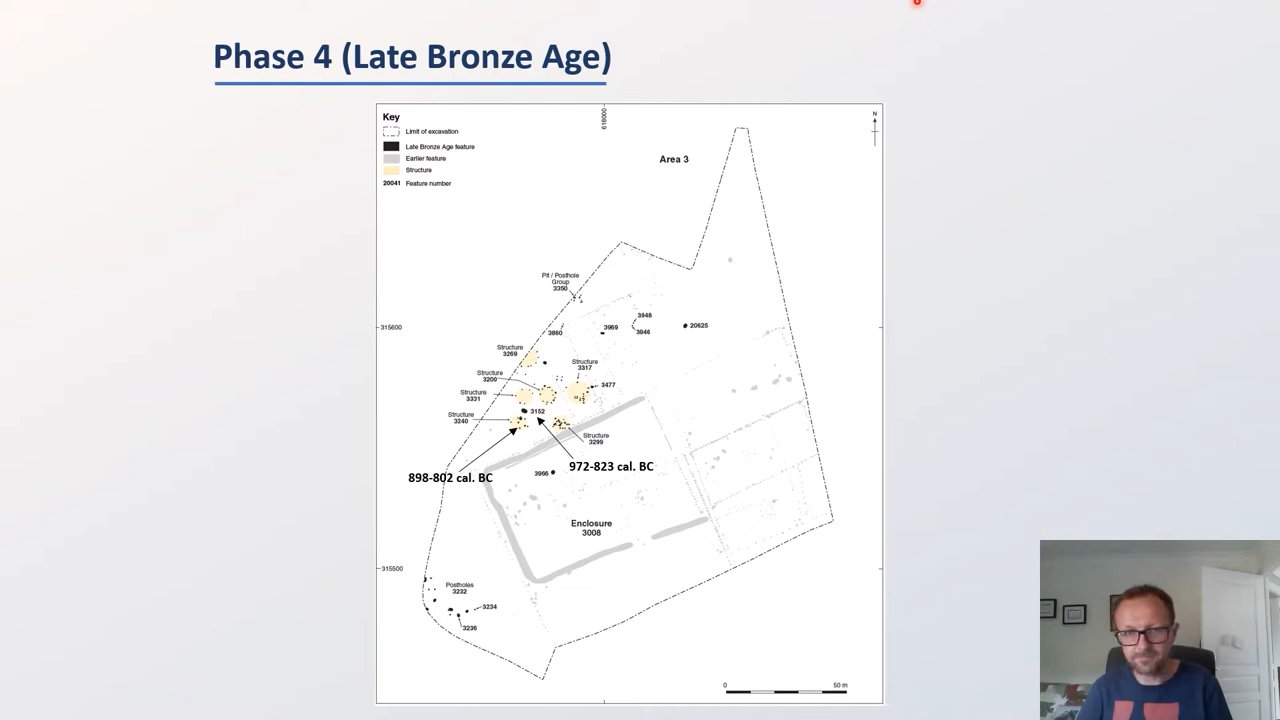 Phase 4 (Late Bronze Age)
Key
Limit of excavation
Late Bronze Age feature
Earlier feature
Structure
20041 Feature number
618000
N
Area 3
Pit / Posthole
Group
3350
315600
3860
3969
3948
3946
20625
Structure
3269
Structure
3317
Structure
3200
3477
Structure
3331
3152
Structure
3240
Structure
3299
898-802 cal. BC
972-823 cal. BC
3966
Enclosure
3008
315500
Postholes
3232
3234
3236
0
50 m